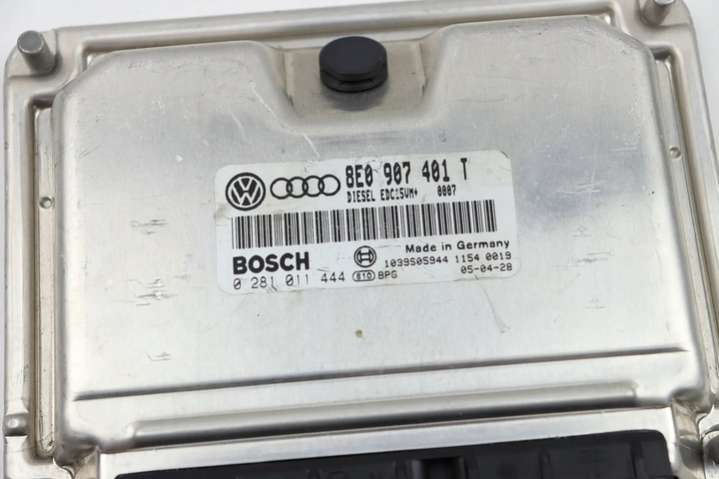 8E0 907 401 T
DIESEL EDC15VM+ 0007
BOSCH
Made in Germany
1039S05944 1154 0019
0 281 011 444 610 BPG 05-04-28